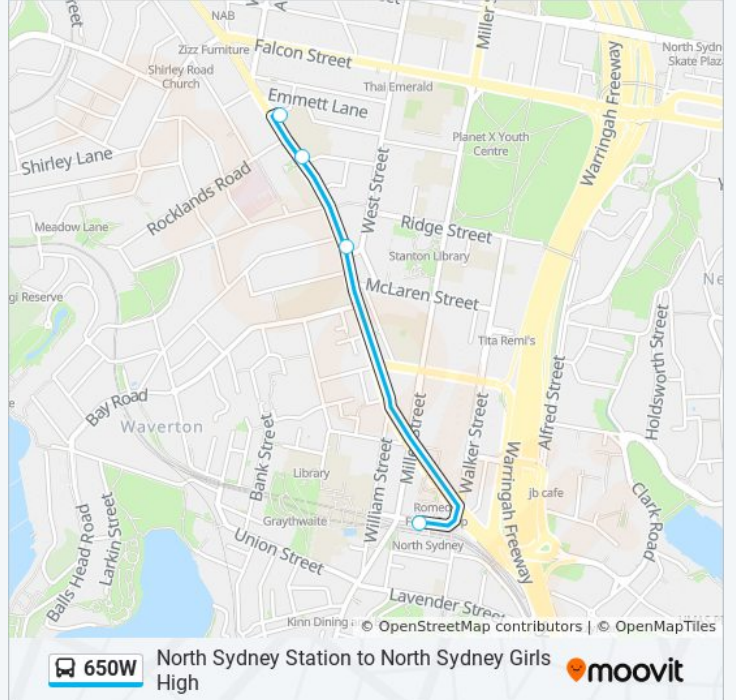 NAB
Miller
Zizz Furniture
Falcon Street
North Sydn
Skate Plaza
Shirley Road
Church
Thai Emerald
Warringah Freeway
Emmett Lane
Planet X Youth
Centre
Shirley Lane
Rocklands Road
West Street
Meadow Lane
Ridge Street
Stanton Library
Ne
gi Reserve
McLaren Street
Tita Remi's
Holdsworth Street
Alfred Street
Bay Road
Waverton
Bank Street
Walker Street
Warringah Freeway
William Street
Library
jb cafe
Clark Road
Graythwaite
North Sydney
Balls Head Road
Larkin Street
Union Street
Lavender Street
Kinn Dining
© OpenStreetMap contributors | © OpenMapTiles
650W
North Sydney Station to North Sydney Girls
High
moovit